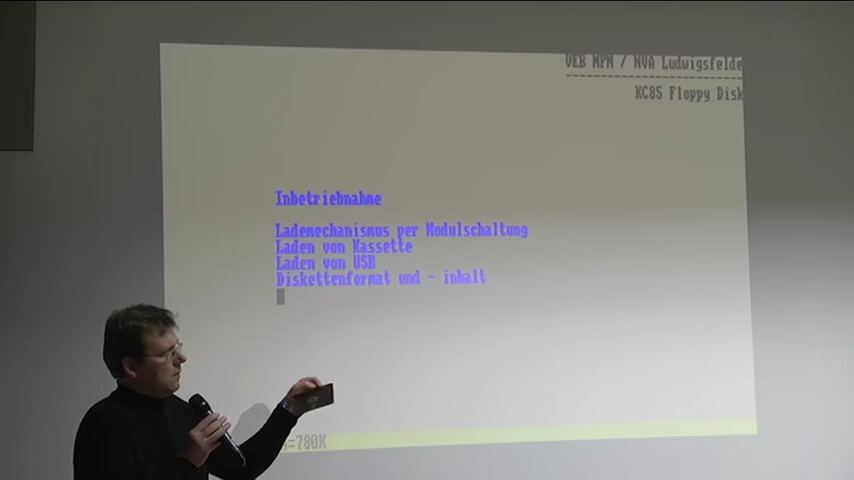 VEB MPM / NVA Ludwigsfelde
KC85 Floppy Disk
Inbetriebnahme
Lademechanismus per Modulschaltung
Laden von Kassette
Laden von USB
Diskettenformat und - inhalt
=780K